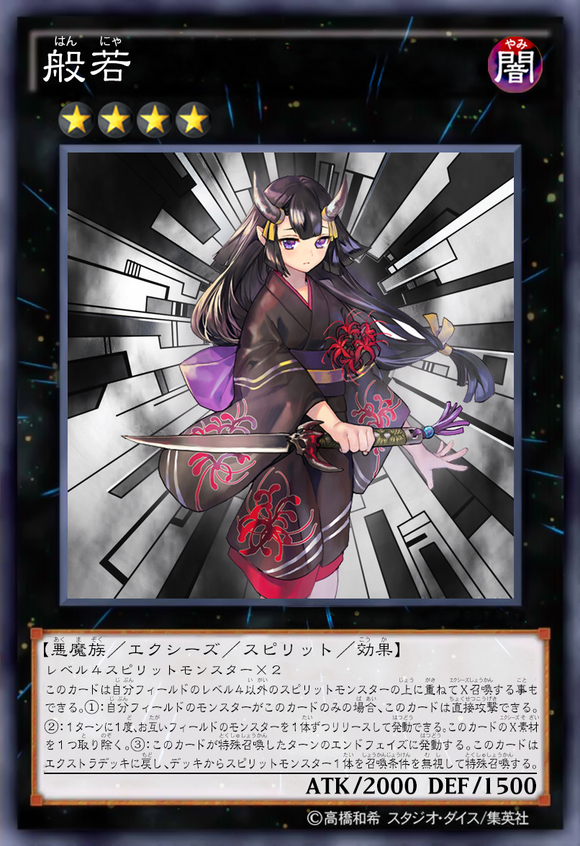 般若
闇
【悪魔族／エクシーズ／スピリット／効果】
レベル４スピリットモンスター×２
このカードは自分フィールドのレベル４以外のスピリットモンスターの上に重ねてX召喚する事も
できる。①：自分フィールドのモンスターがこのカードのみの場合、このカードは直接攻撃できる。
②：１ターンに１度、お互いフィールドのモンスターを１体ずつリリースして発動できる。このカードのX素材
を１つ取り除く。③：このカードが特殊召喚したターンのエンドフェイズに発動する。このカードは
エクストラデッキに戻し、デッキからスピリットモンスター１体を召喚条件を無視して特殊召喚する。
ATK/2000 DEF/1500
©高橋和希 スタジオ・ダイス/集英社